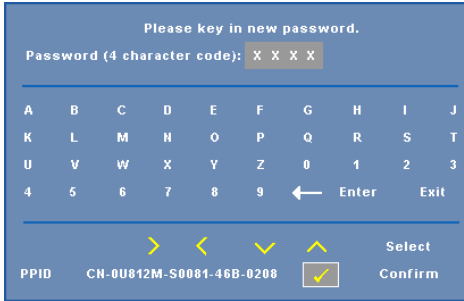 Please key in new password.
Password (4 character code): X X X X
A B C D E F G H I J
K L M N O P Q R S T
U V W X Y Z 0 1 2 3
4 5 6 7 8 9 ← Enter Exit
> < ∨ ∧ Select
PPID CN-0U812M-S0081-46B-0208 ✓ Confirm